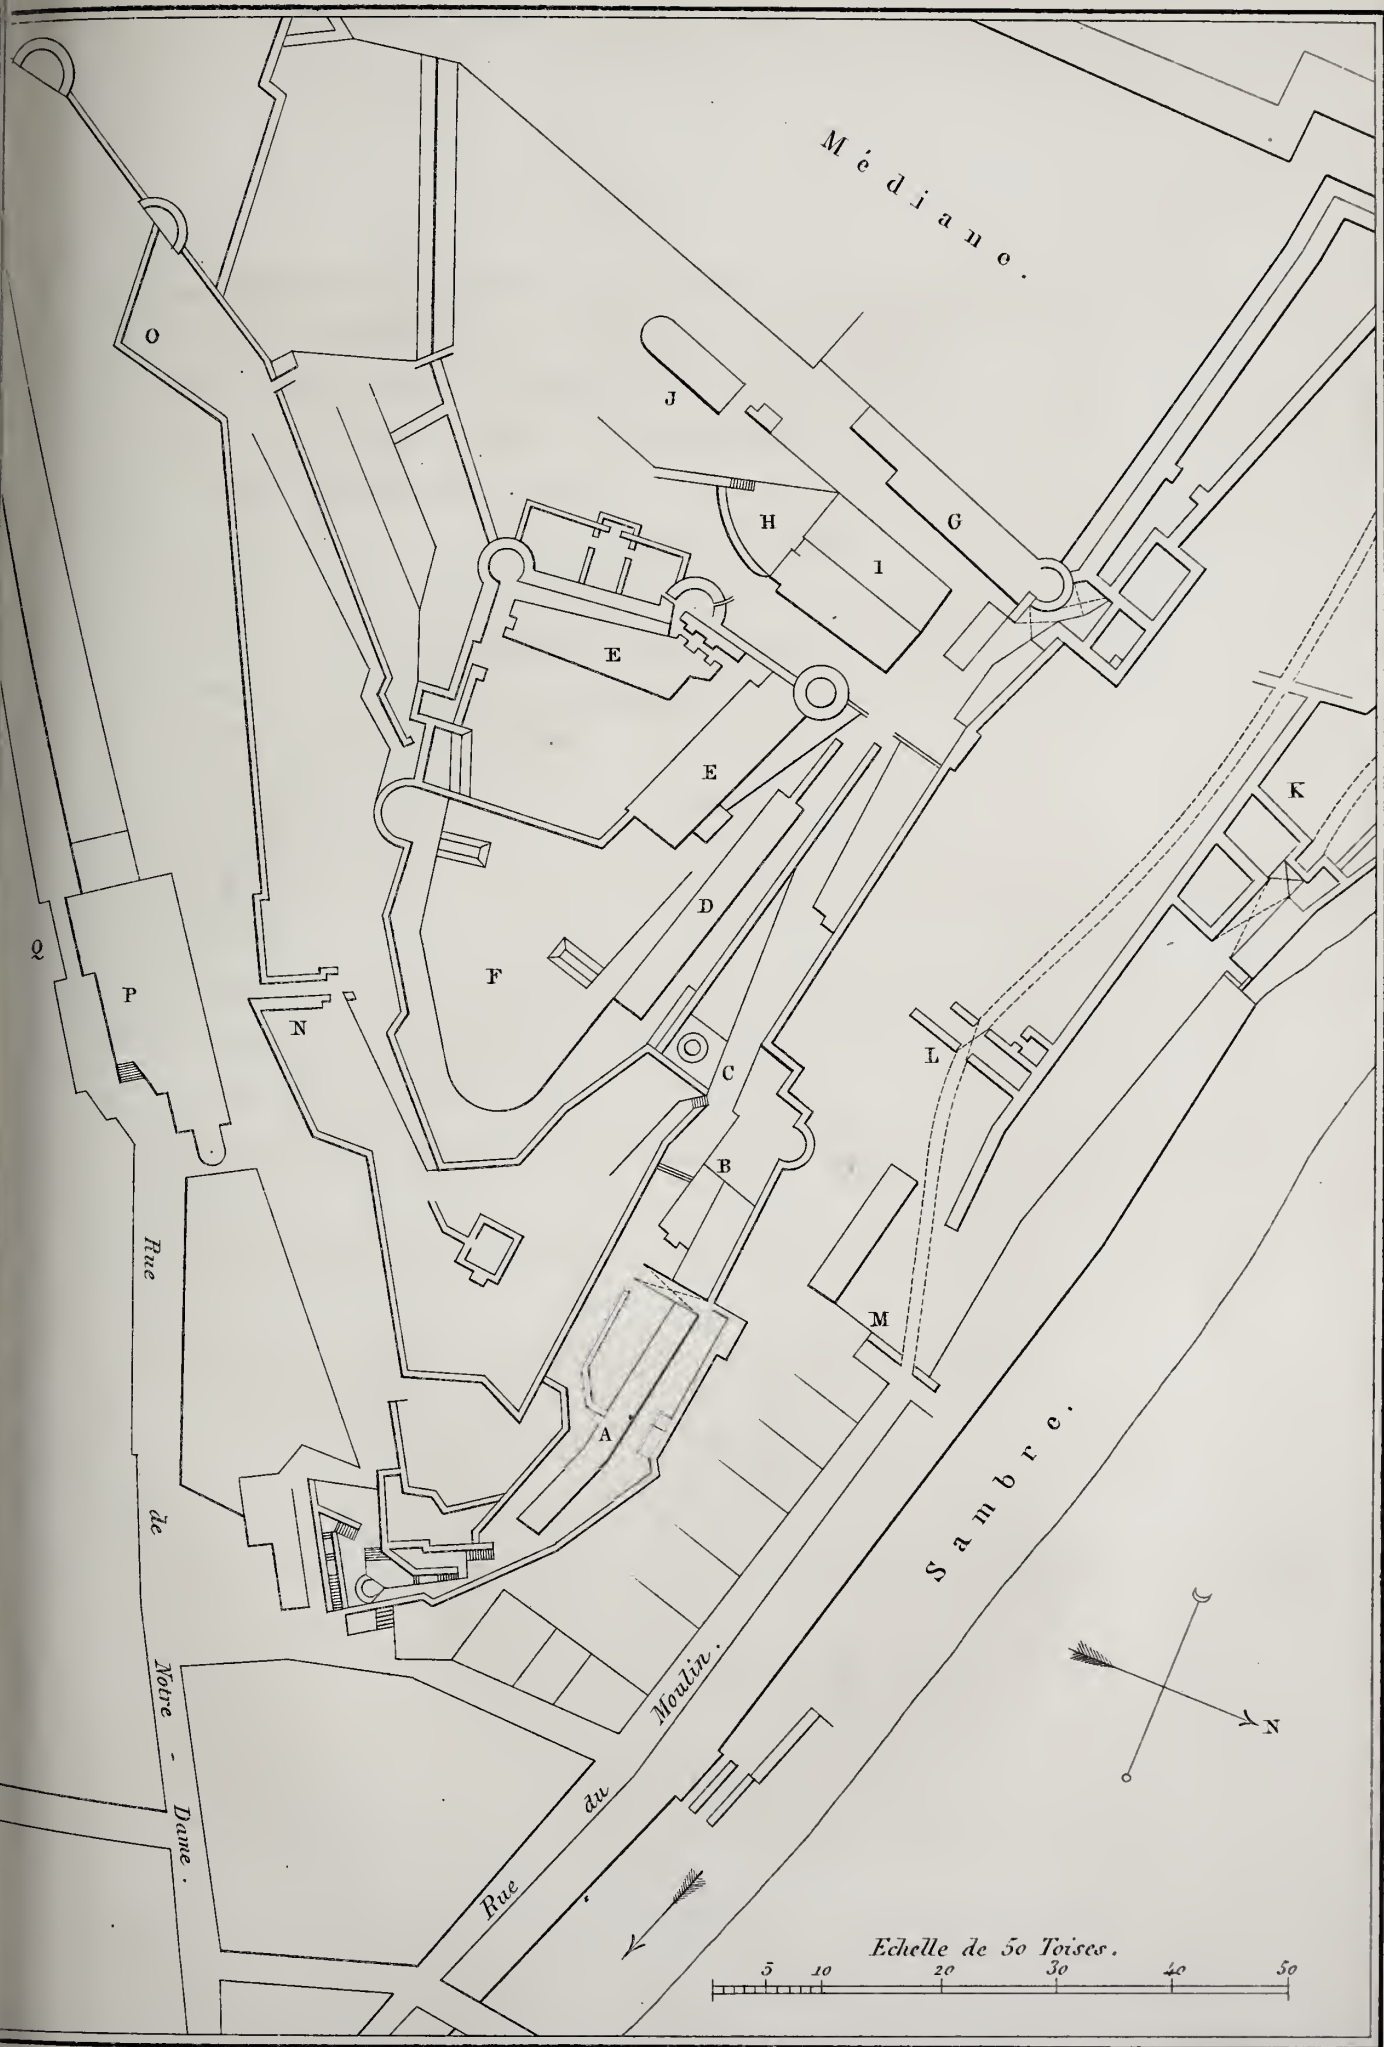 Médiane.
O
J
H
G
I
E
E
K
D
Q
P
F
N
L
C
B
M
A
Rue de Notre - Dame.
Sambre.
Rue du Moulin.
N
Echelle de 50 Toises.
5 10 20 30 40 50